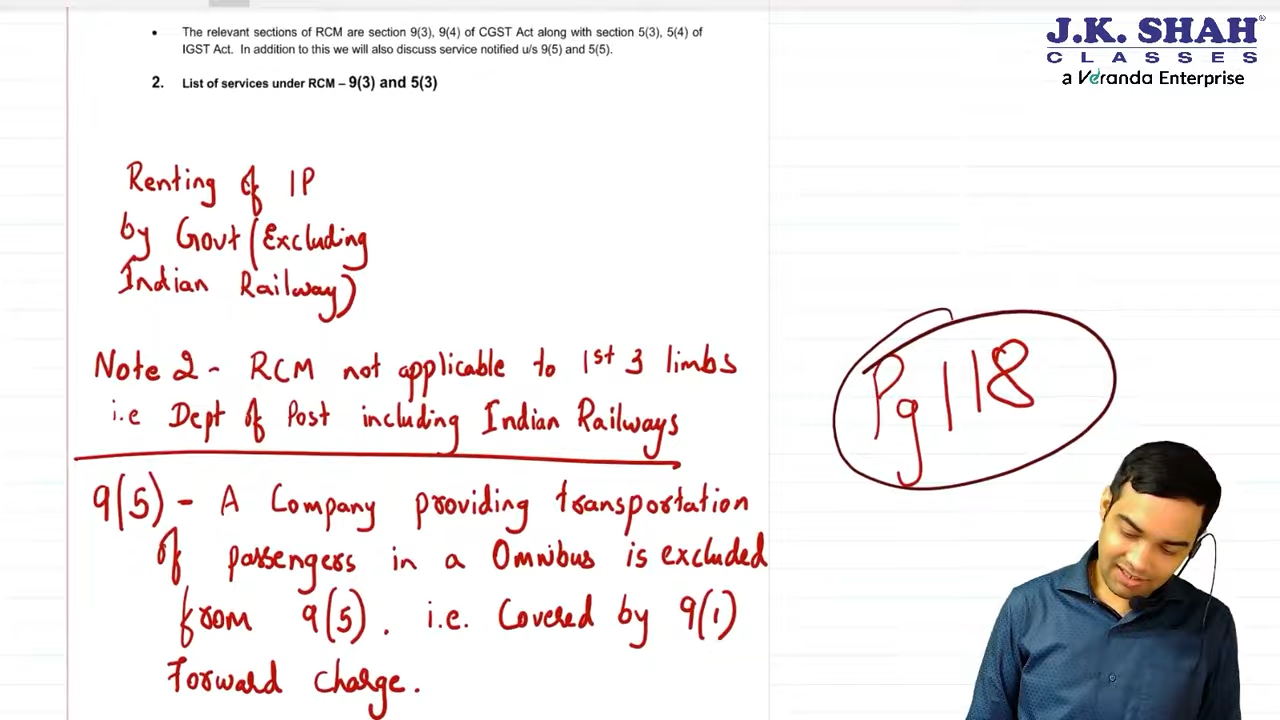 • The relevant sections of RCM are section 9(3), 9(4) of CGST Act along with section 5(3), 5(4) of
IGST Act. In addition to this we will also discuss service notified u/s 9(5) and 5(5).
2. List of services under RCM – 9(3) and 5(3)
J.K. SHAH
CLASSES
a Veranda Enterprise
Renting of IP
by Govt (Excluding
Indian Railway)
Note 2 - RCM not applicable to 1st 3 limbs
i.e Dept of Post including Indian Railways
Pg 118
9(5) - A Company providing transportation
of passengers in a Omnibus is excluded
from 9(5). i.e. Covered by 9(1)
Forward charge.